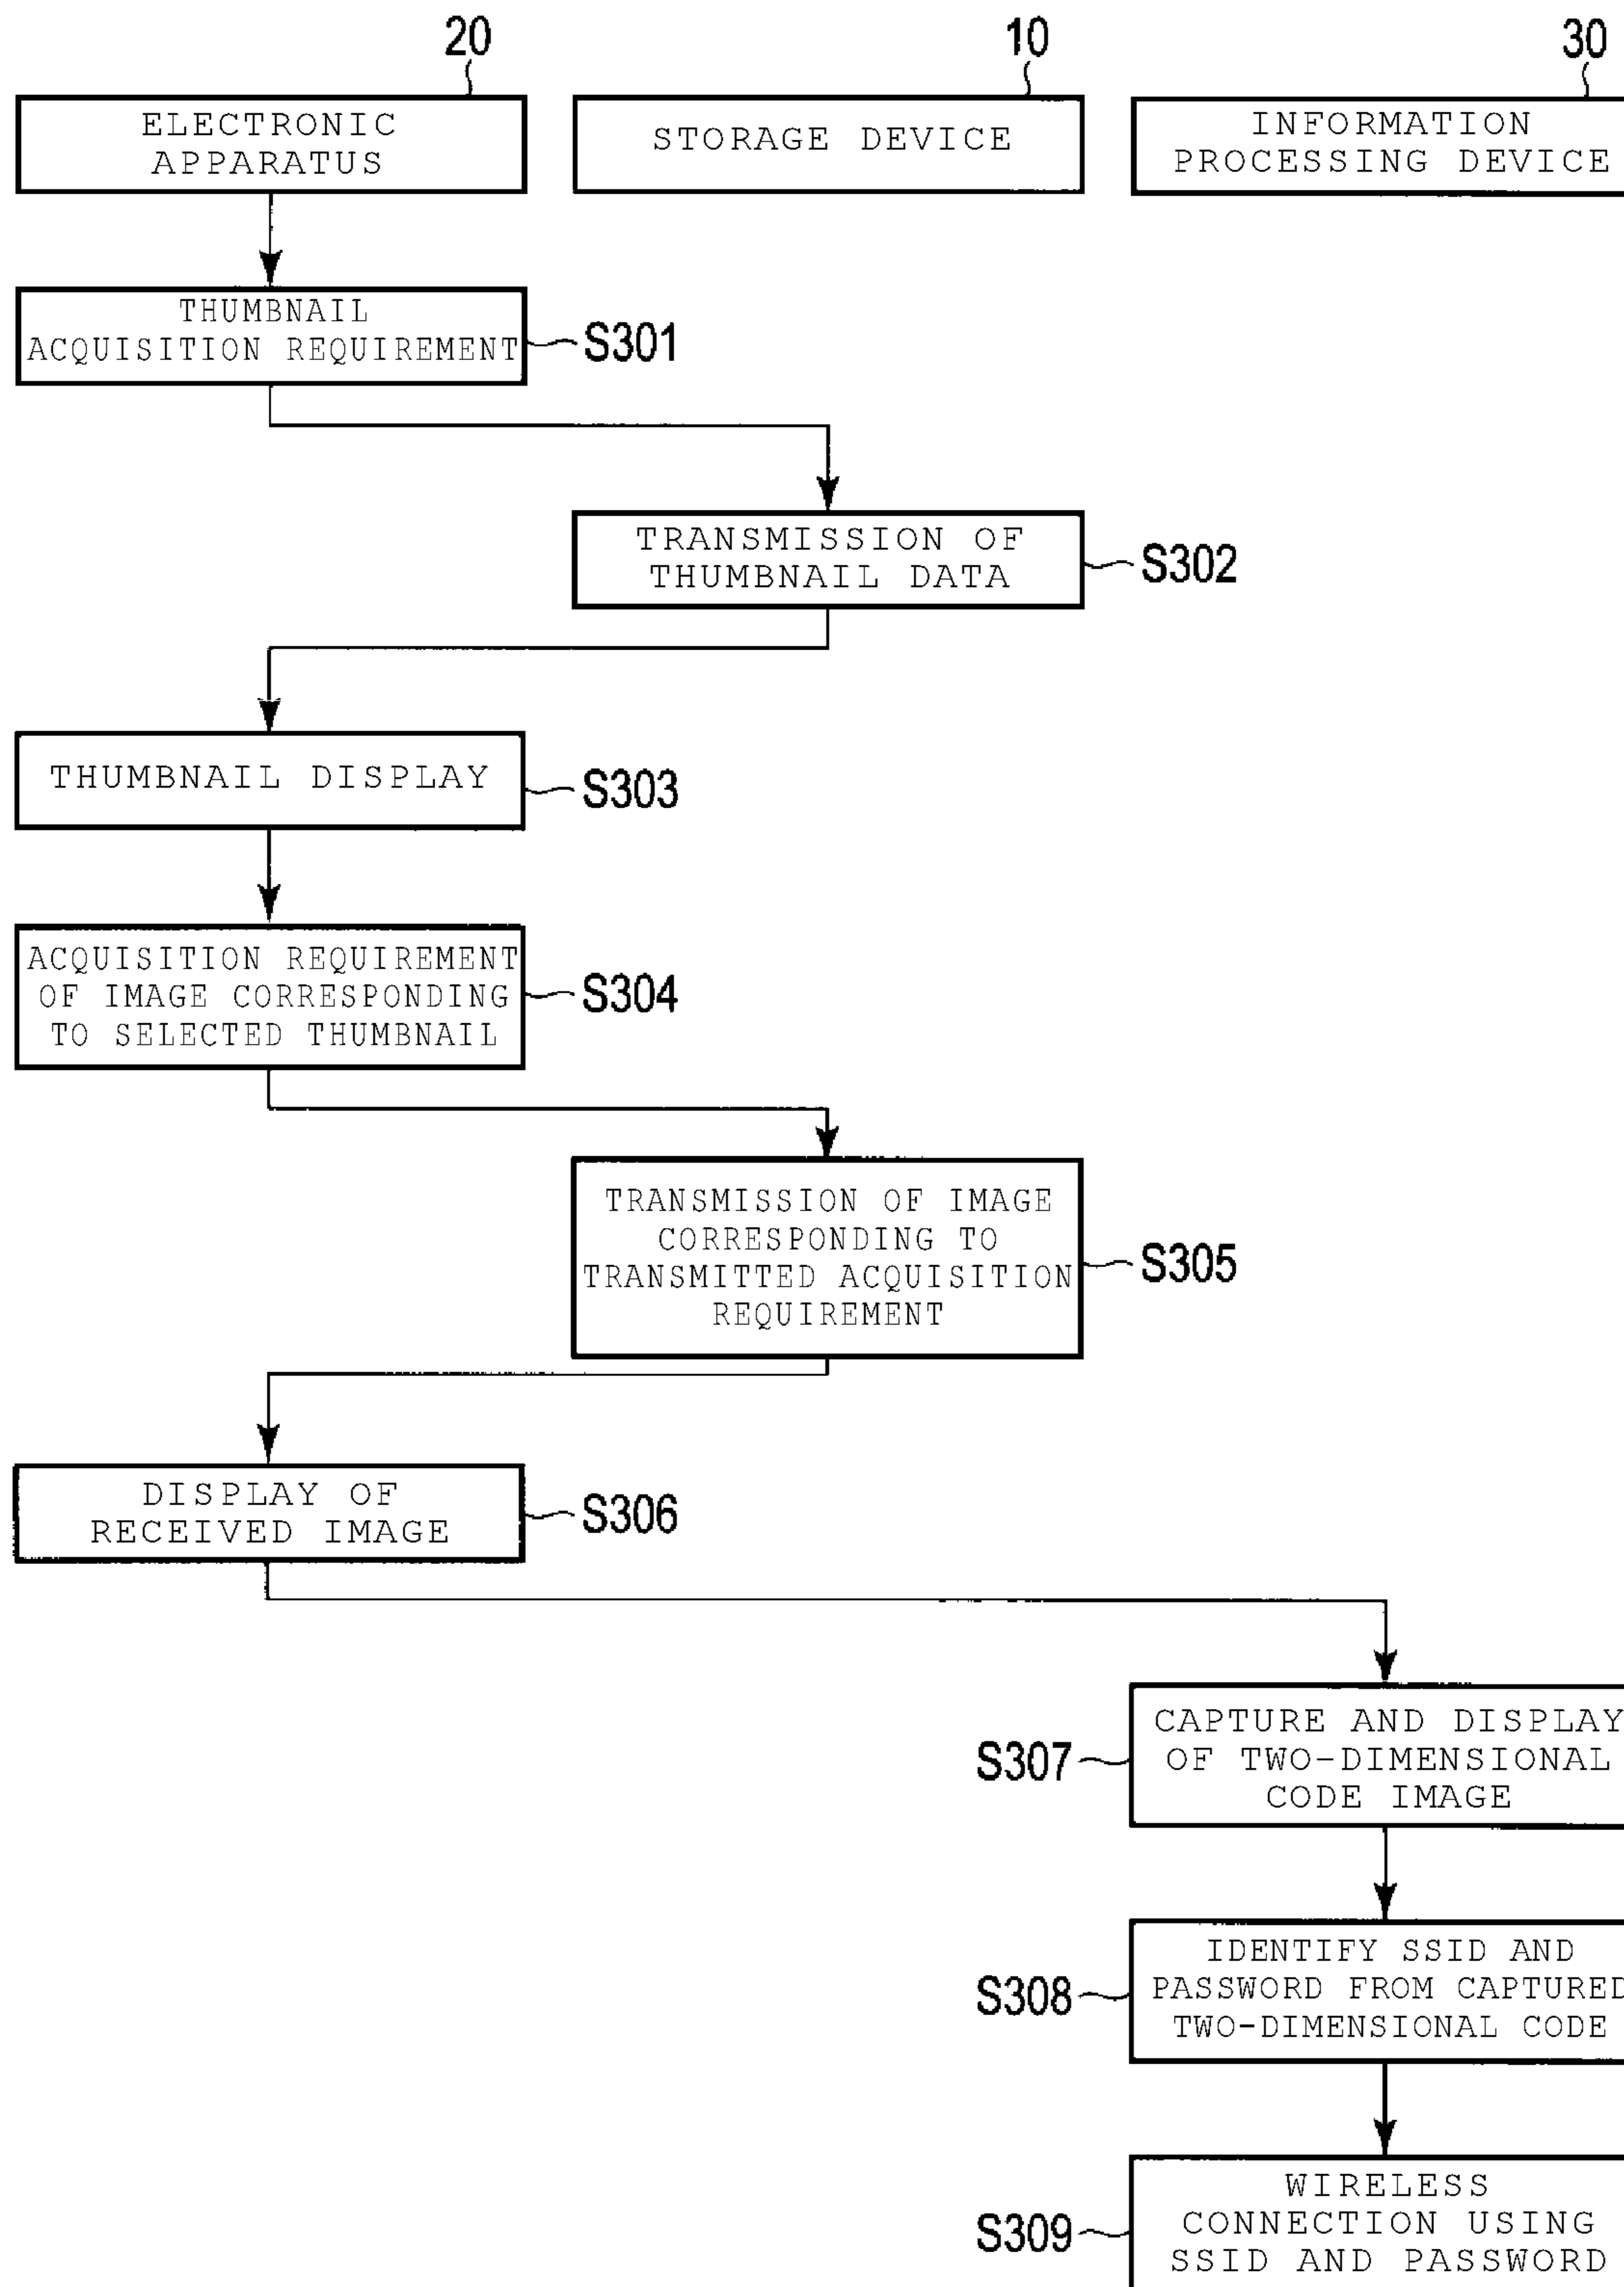 20
10
30
ELECTRONIC
APPARATUS
STORAGE DEVICE
INFORMATION
PROCESSING DEVICE
THUMBNAIL
ACQUISITION REQUIREMENT
S301
TRANSMISSION OF
THUMBNAIL DATA
S302
THUMBNAIL DISPLAY
S303
ACQUISITION REQUIREMENT
OF IMAGE CORRESPONDING
TO SELECTED THUMBNAIL
S304
TRANSMISSION OF IMAGE
CORRESPONDING TO
TRANSMITTED ACQUISITION
REQUIREMENT
S305
DISPLAY OF
RECEIVED IMAGE
S306
S307
CAPTURE AND DISPLAY
OF TWO-DIMENSIONAL
CODE IMAGE
S308
IDENTIFY SSID AND
PASSWORD FROM CAPTURED
TWO-DIMENSIONAL CODE
S309
WIRELESS
CONNECTION USING
SSID AND PASSWORD